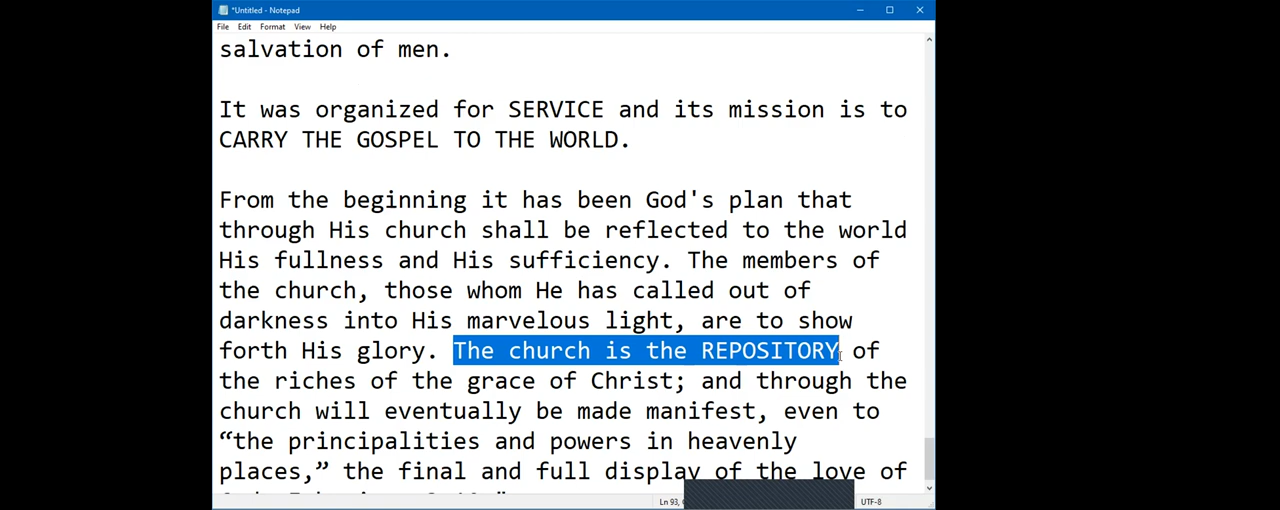 *Untitled - Notepad
File Edit Format View Help
salvation of men.
It was organized for SERVICE and its mission is to
CARRY THE GOSPEL TO THE WORLD.
From the beginning it has been God's plan that
through His church shall be reflected to the world
His fullness and His sufficiency. The members of
the church, those whom He has called out of
darkness into His marvelous light, are to show
forth His glory. The church is the REPOSITORY of
the riches of the grace of Christ; and through the
church will eventually be made manifest, even to
“the principalities and powers in heavenly
places,” the final and full display of the love of
Ln 93,
UTF-8